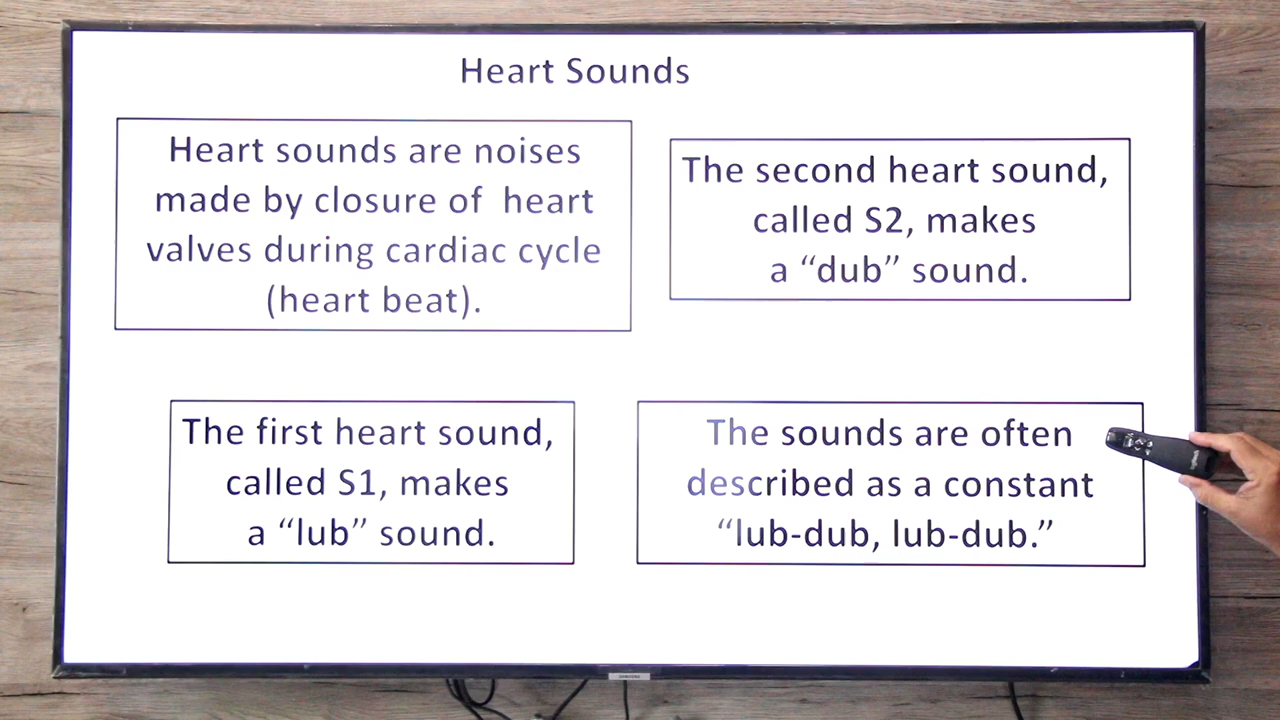 Heart Sounds
Heart sounds are noises
made by closure of heart
valves during cardiac cycle
(heart beat).
The second heart sound,
called S2, makes
a “dub” sound.
The first heart sound,
called S1, makes
a “lub” sound.
The sounds are often
described as a constant
“lub-dub, lub-dub.”